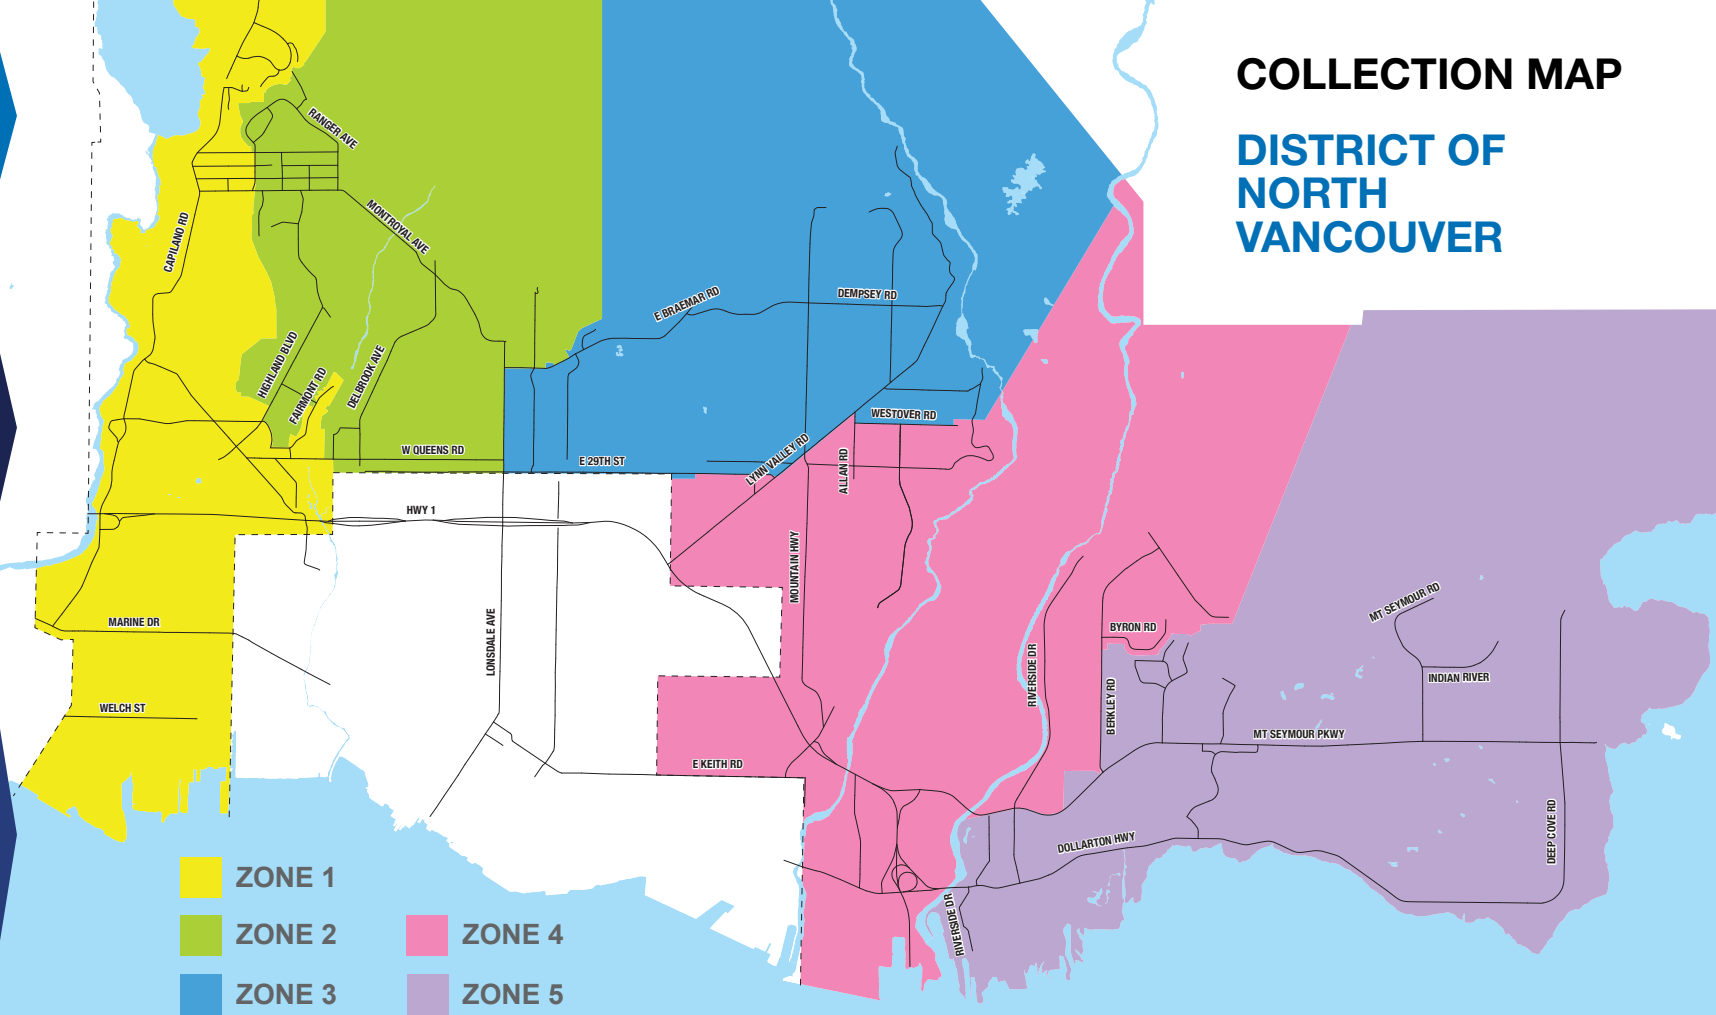 COLLECTION MAP
DISTRICT OF
NORTH
VANCOUVER
RANGER AVE
MONTROYAL AVE
CAPILANO RD
E BRAEMAR RD
DEMPSEY RD
HIGHLAND BLVD
FAIRMONT RD
DELBROOK AVE
WESTOVER RD
W QUEENS RD
E 29TH ST
LYNN VALLEY RD
ALLAN RD
HWY 1
MOUNTAIN HWY
MARINE DR
LONSDALE AVE
BYRON RD
MT SEYMOUR RD
RIVERSIDE DR
INDIAN RIVER
BERKLEY RD
WELCH ST
MT SEYMOUR PKWY
E KEITH RD
DOLLARTON HWY
DEEP COVE RD
RIVERSIDE DR
ZONE 1
ZONE 2
ZONE 3
ZONE 4
ZONE 5